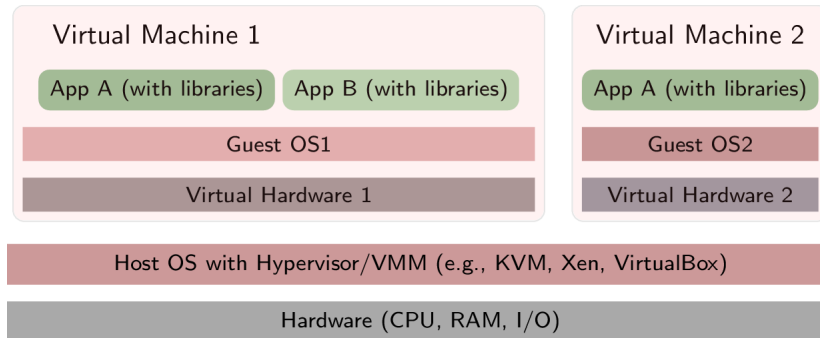 Virtual Machine 1
Virtual Machine 2
App A (with libraries)
App B (with libraries)
App A (with libraries)
Guest OS1
Guest OS2
Virtual Hardware 1
Virtual Hardware 2
Host OS with Hypervisor/VMM (e.g., KVM, Xen, VirtualBox)
Hardware (CPU, RAM, I/O)